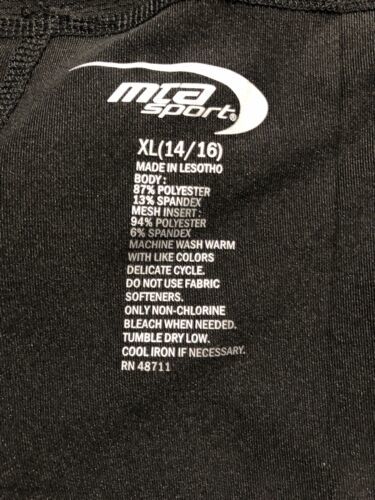 mta
sport®
XL(14/16)
MADE IN LESOTHO
BODY:
87% POLYESTER
13% SPANDEX
MESH INSERT:
94% POLYESTER
6% SPANDEX
MACHINE WASH WARM
WITH LIKE COLORS
DELICATE CYCLE.
DO NOT USE FABRIC
SOFTENERS.
ONLY NON-CHLORINE
BLEACH WHEN NEEDED.
TUMBLE DRY LOW.
COOL IRON IF NECESSARY.
RN 48711